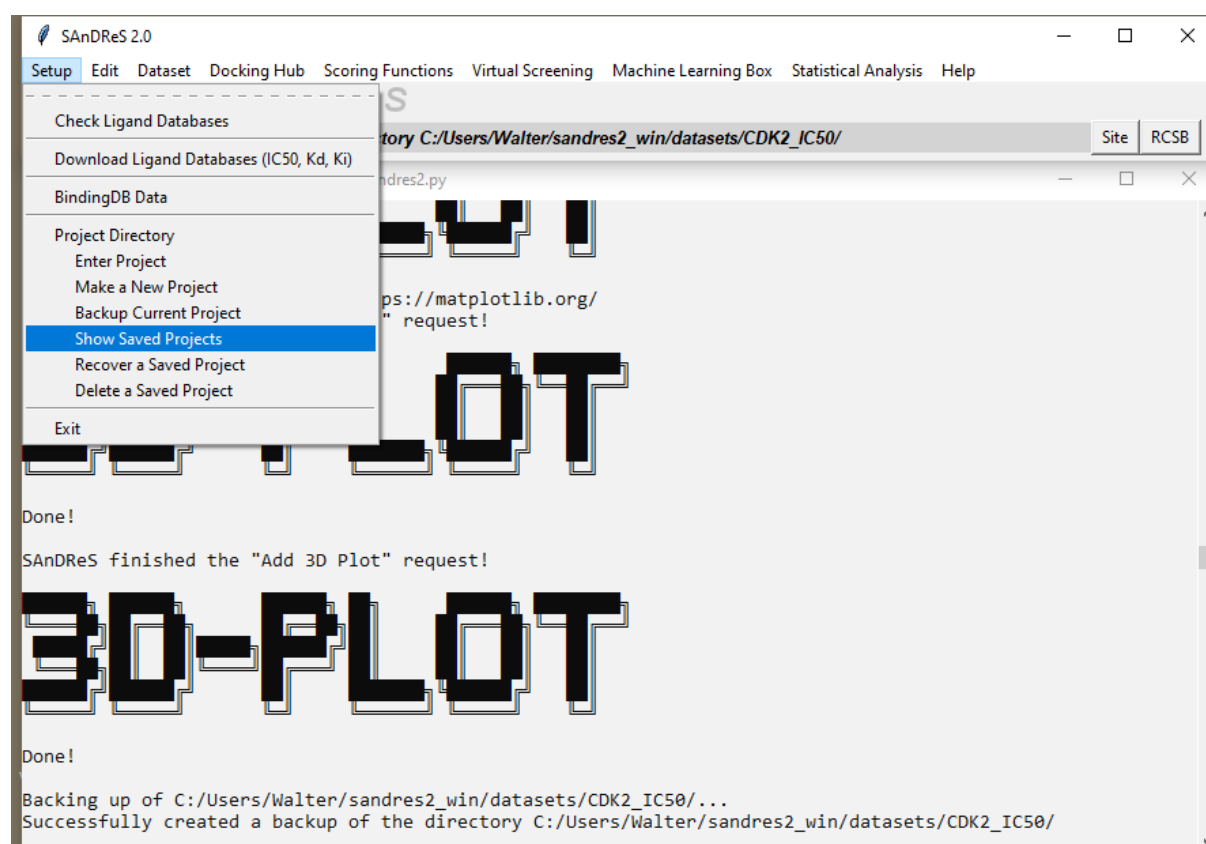 SAnDReS 2.0
Setup Edit Dataset Docking Hub Scoring Functions Virtual Screening Machine Learning Box Statistical Analysis Help
S
Check Ligand Databases
tory C:/Users/Walter/sandres2_win/datasets/CDK2_IC50/ Site RCSB
Download Ligand Databases (IC50, Kd, Ki)
ndres2.py
BindingDB Data
Project Directory
Enter Project
Make a New Project
ps://matplotlib.org/
Backup Current Project
" request!
Show Saved Projects
Recover a Saved Project
Delete a Saved Project
Exit
Done!
SAnDReS finished the "Add 3D Plot" request!
3D-PLOT
Done!
Backing up of C:/Users/Walter/sandres2_win/datasets/CDK2_IC50/...
Successfully created a backup of the directory C:/Users/Walter/sandres2_win/datasets/CDK2_IC50/